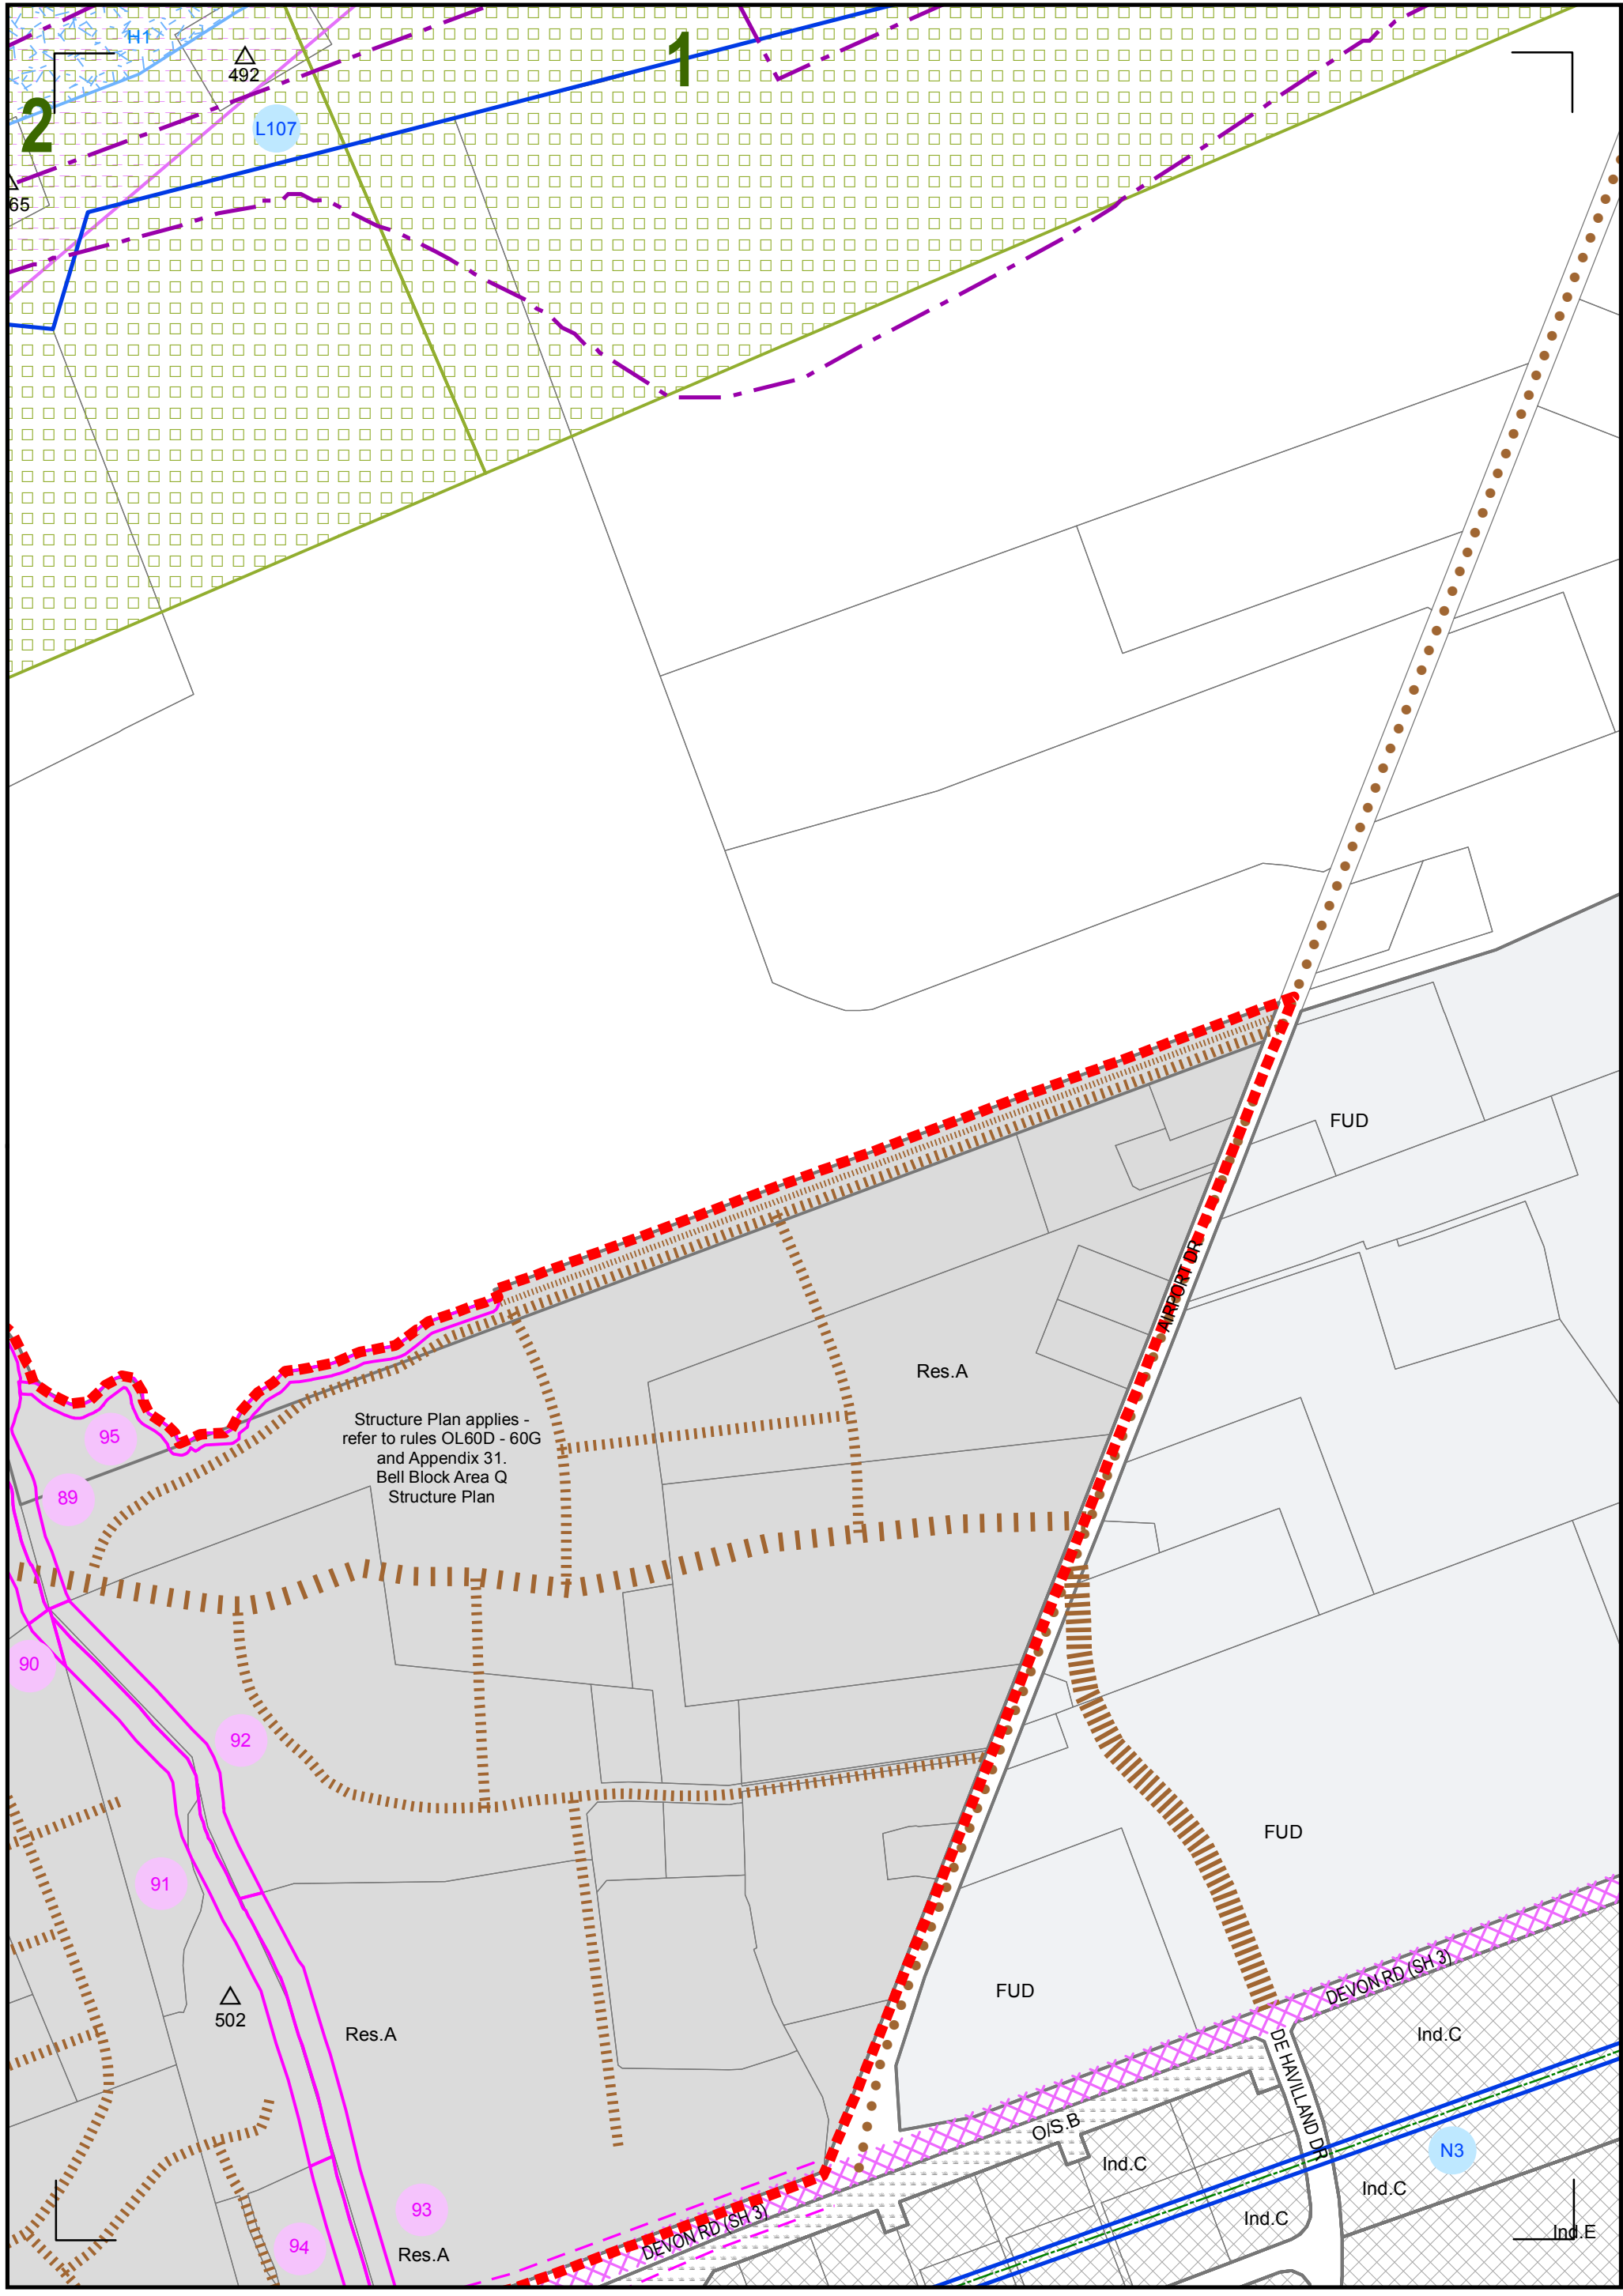 H1
1
492
2
L107
65
FUD
AIRPORT DR
Res.A
Structure Plan applies -
refer to rules OL60D - 60G
and Appendix 31.
Bell Block Area Q
Structure Plan
95
89
90
92
FUD
91
DEVON RD (SH 3)
FUD
502
Res.A
Ind.C
DE HAVILLAND DR
O/S.B
N3
Ind.C
Ind.C
93
Ind.C
DEVON RD (SH 3)
Ind.E
94
Res.A